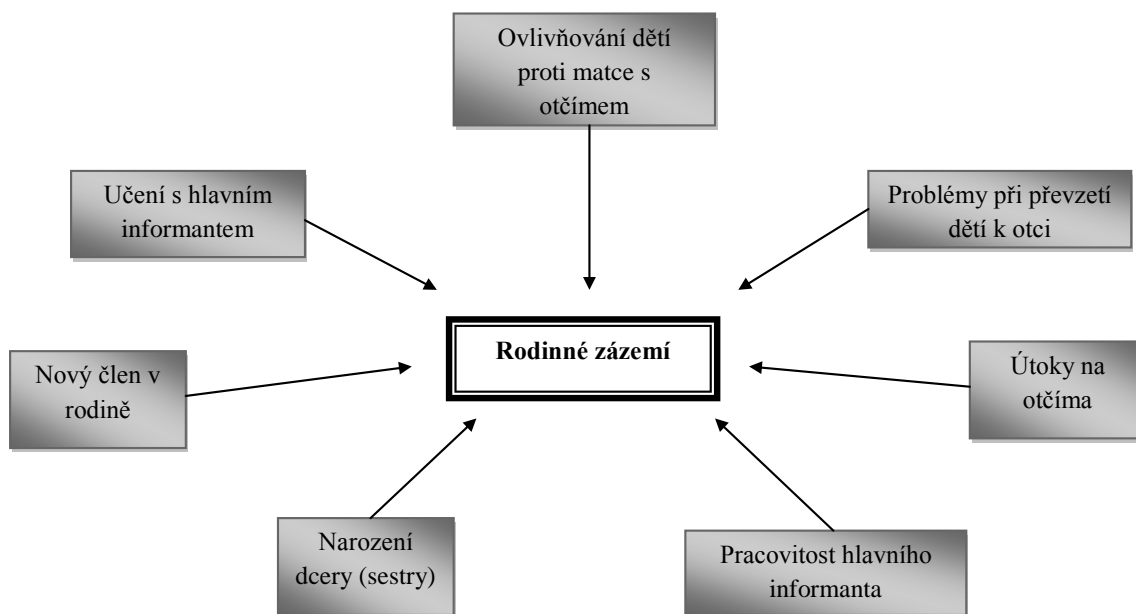 Ovlivňování dětí
proti matce s
otčímem
Učení s hlavním
informantem
Problémy při převzetí
dětí k otci
Rodinné zázemí
Nový člen v
rodině
Útoky na
otčíma
Narození
dcery (sestry)
Pracovitost hlavního
informanta